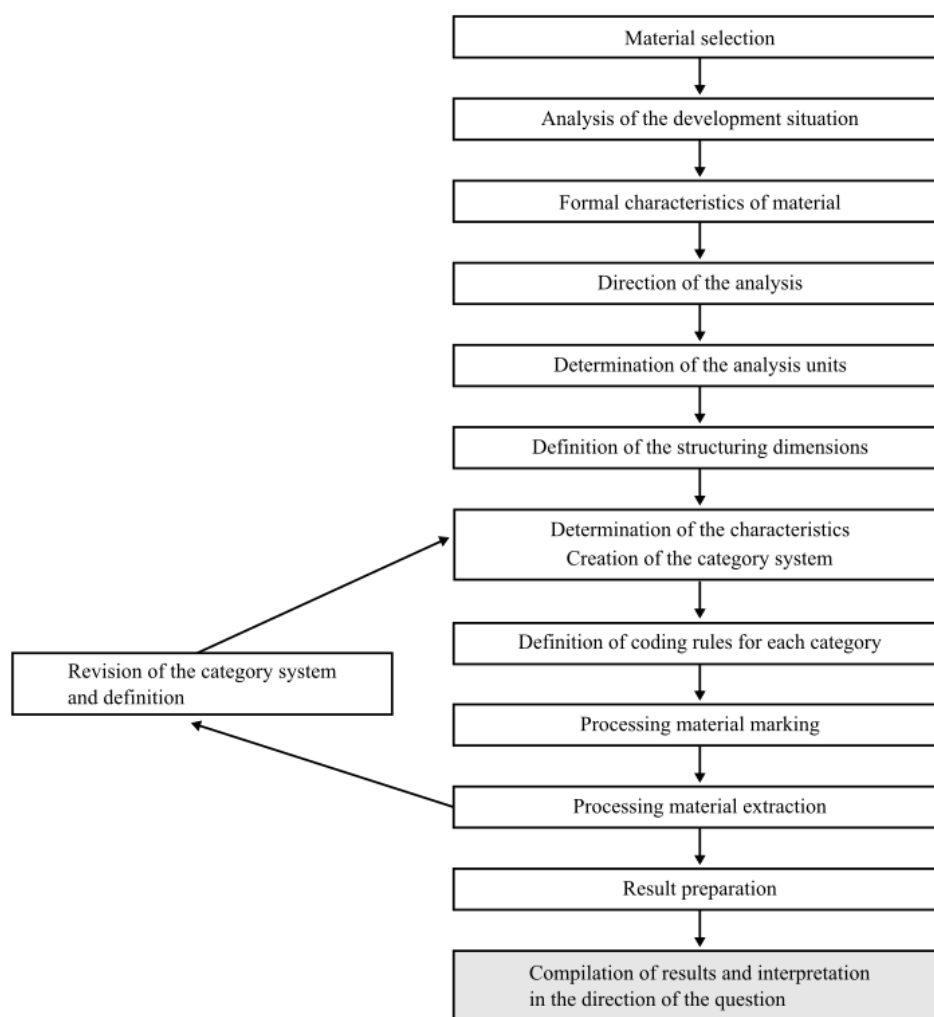 Material selection
Analysis of the development situation
Formal characteristics of material
Direction of the analysis
Determination of the analysis units
Definition of the structuring dimensions
Determination of the characteristics
Creation of the category system
Definition of coding rules for each category
Revision of the category system
and definition
Processing material marking
Processing material extraction
Result preparation
Compilation of results and interpretation
in the direction of the question